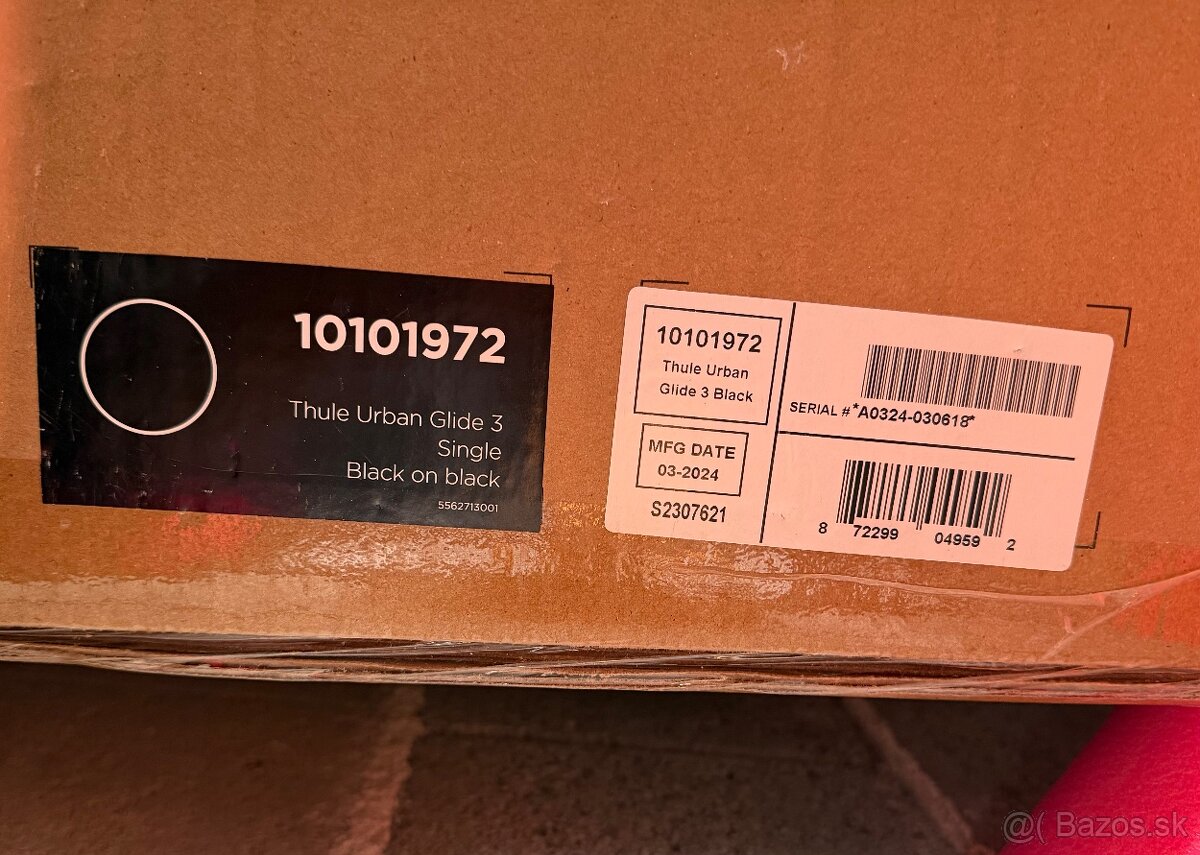 10101972
Thule Urban Glide 3
Single
Black on black
5562713001
10101972
Thule Urban
Glide 3 Black
MFG DATE
03-2024
S2307621
SERIAL # *A0324-030618*
8 72299 04959 2
@( Bazos.sk